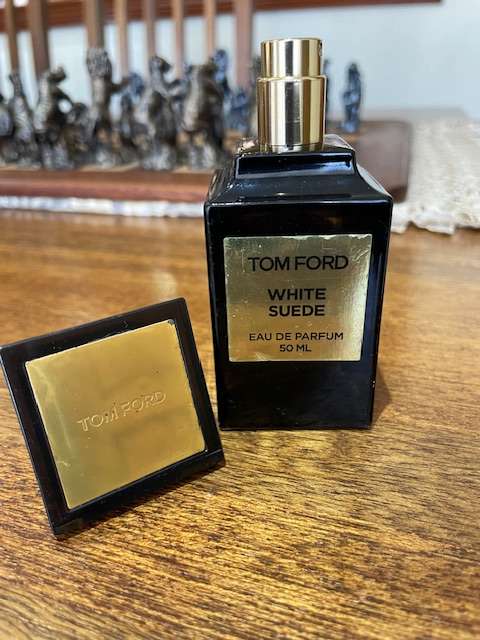 TOM FORD
WHITE
SUEDE
EAU DE PARFUM
50 ML
TOM FORD